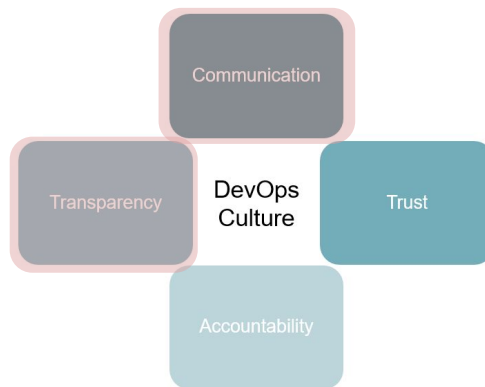 Communication
Transparency
DevOps
Culture
Trust
Accountability